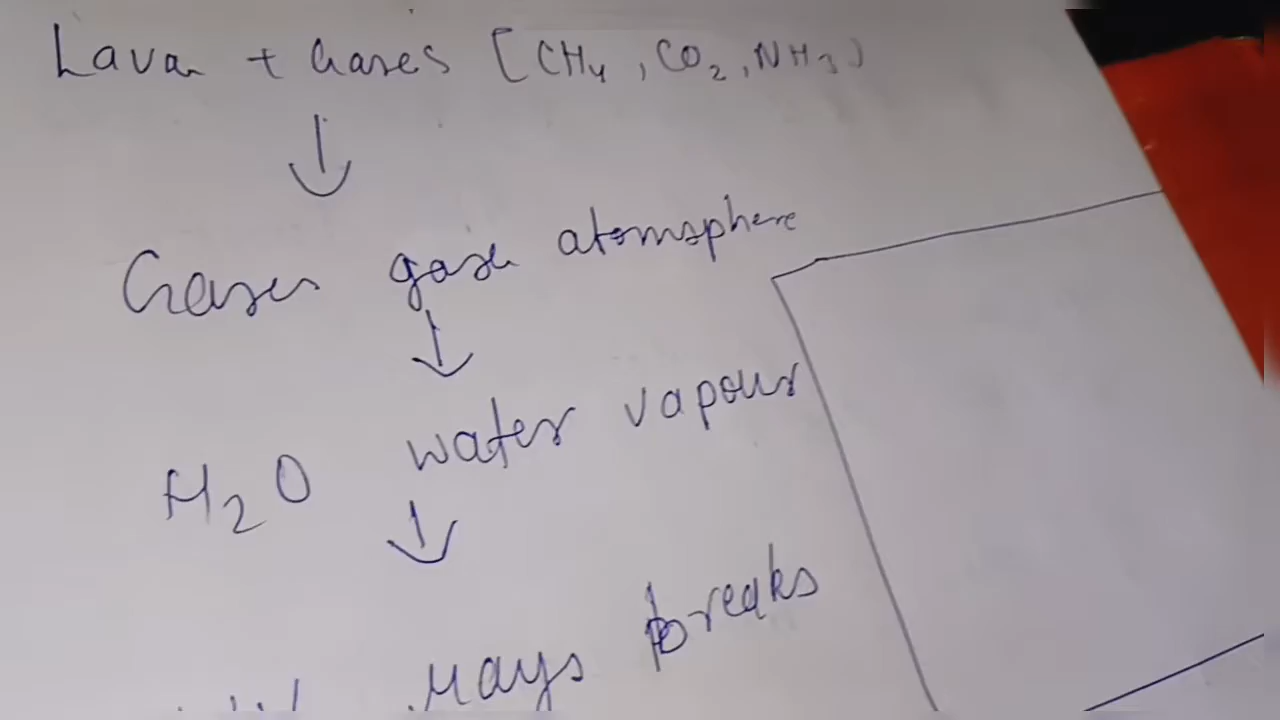 Lava + Gases [CH4, CO2, NH3)
↓
Gases gase atomsphere
↓
H2O water vapour
↓
rays breaks